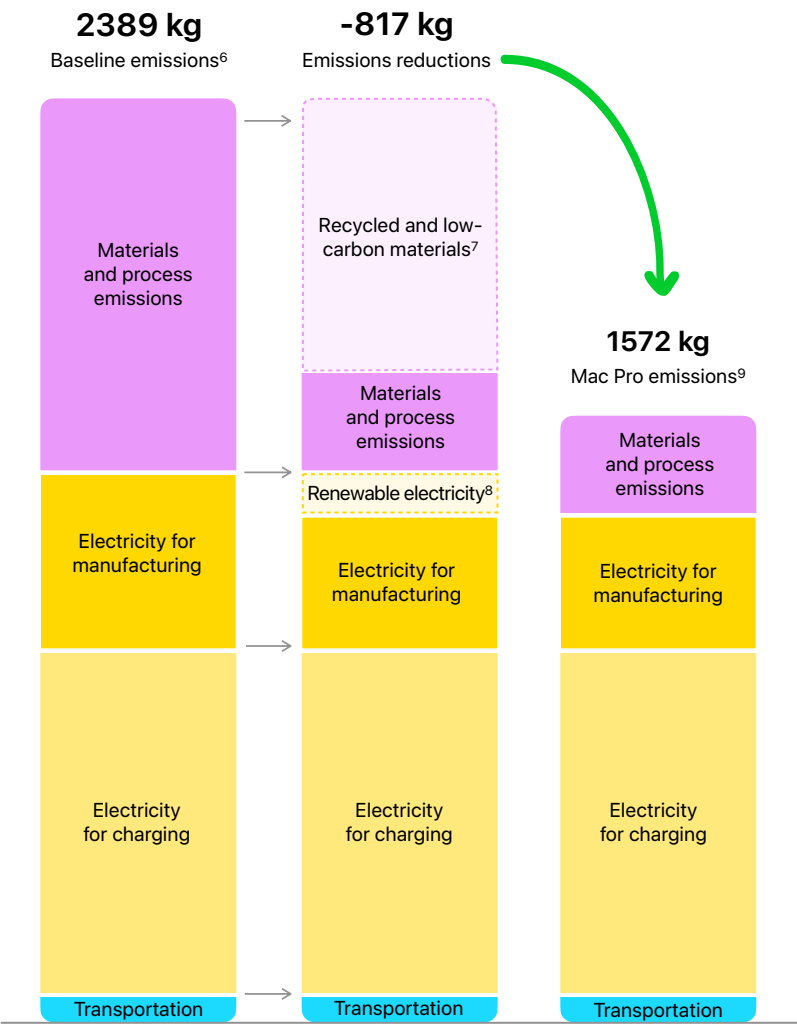 2389 kg
Baseline emissions⁶
Materials
and process
emissions
Electricity for
manufacturing
Electricity
for charging
Transportation
-817 kg
Emissions reductions
Recycled and low-
carbon materials⁷
Materials
and process
emissions
Renewable electricity⁸
Electricity for
manufacturing
Electricity
for charging
Transportation
1572 kg
Mac Pro emissions⁹
Materials
and process
emissions
Electricity for
manufacturing
Electricity
for charging
Transportation